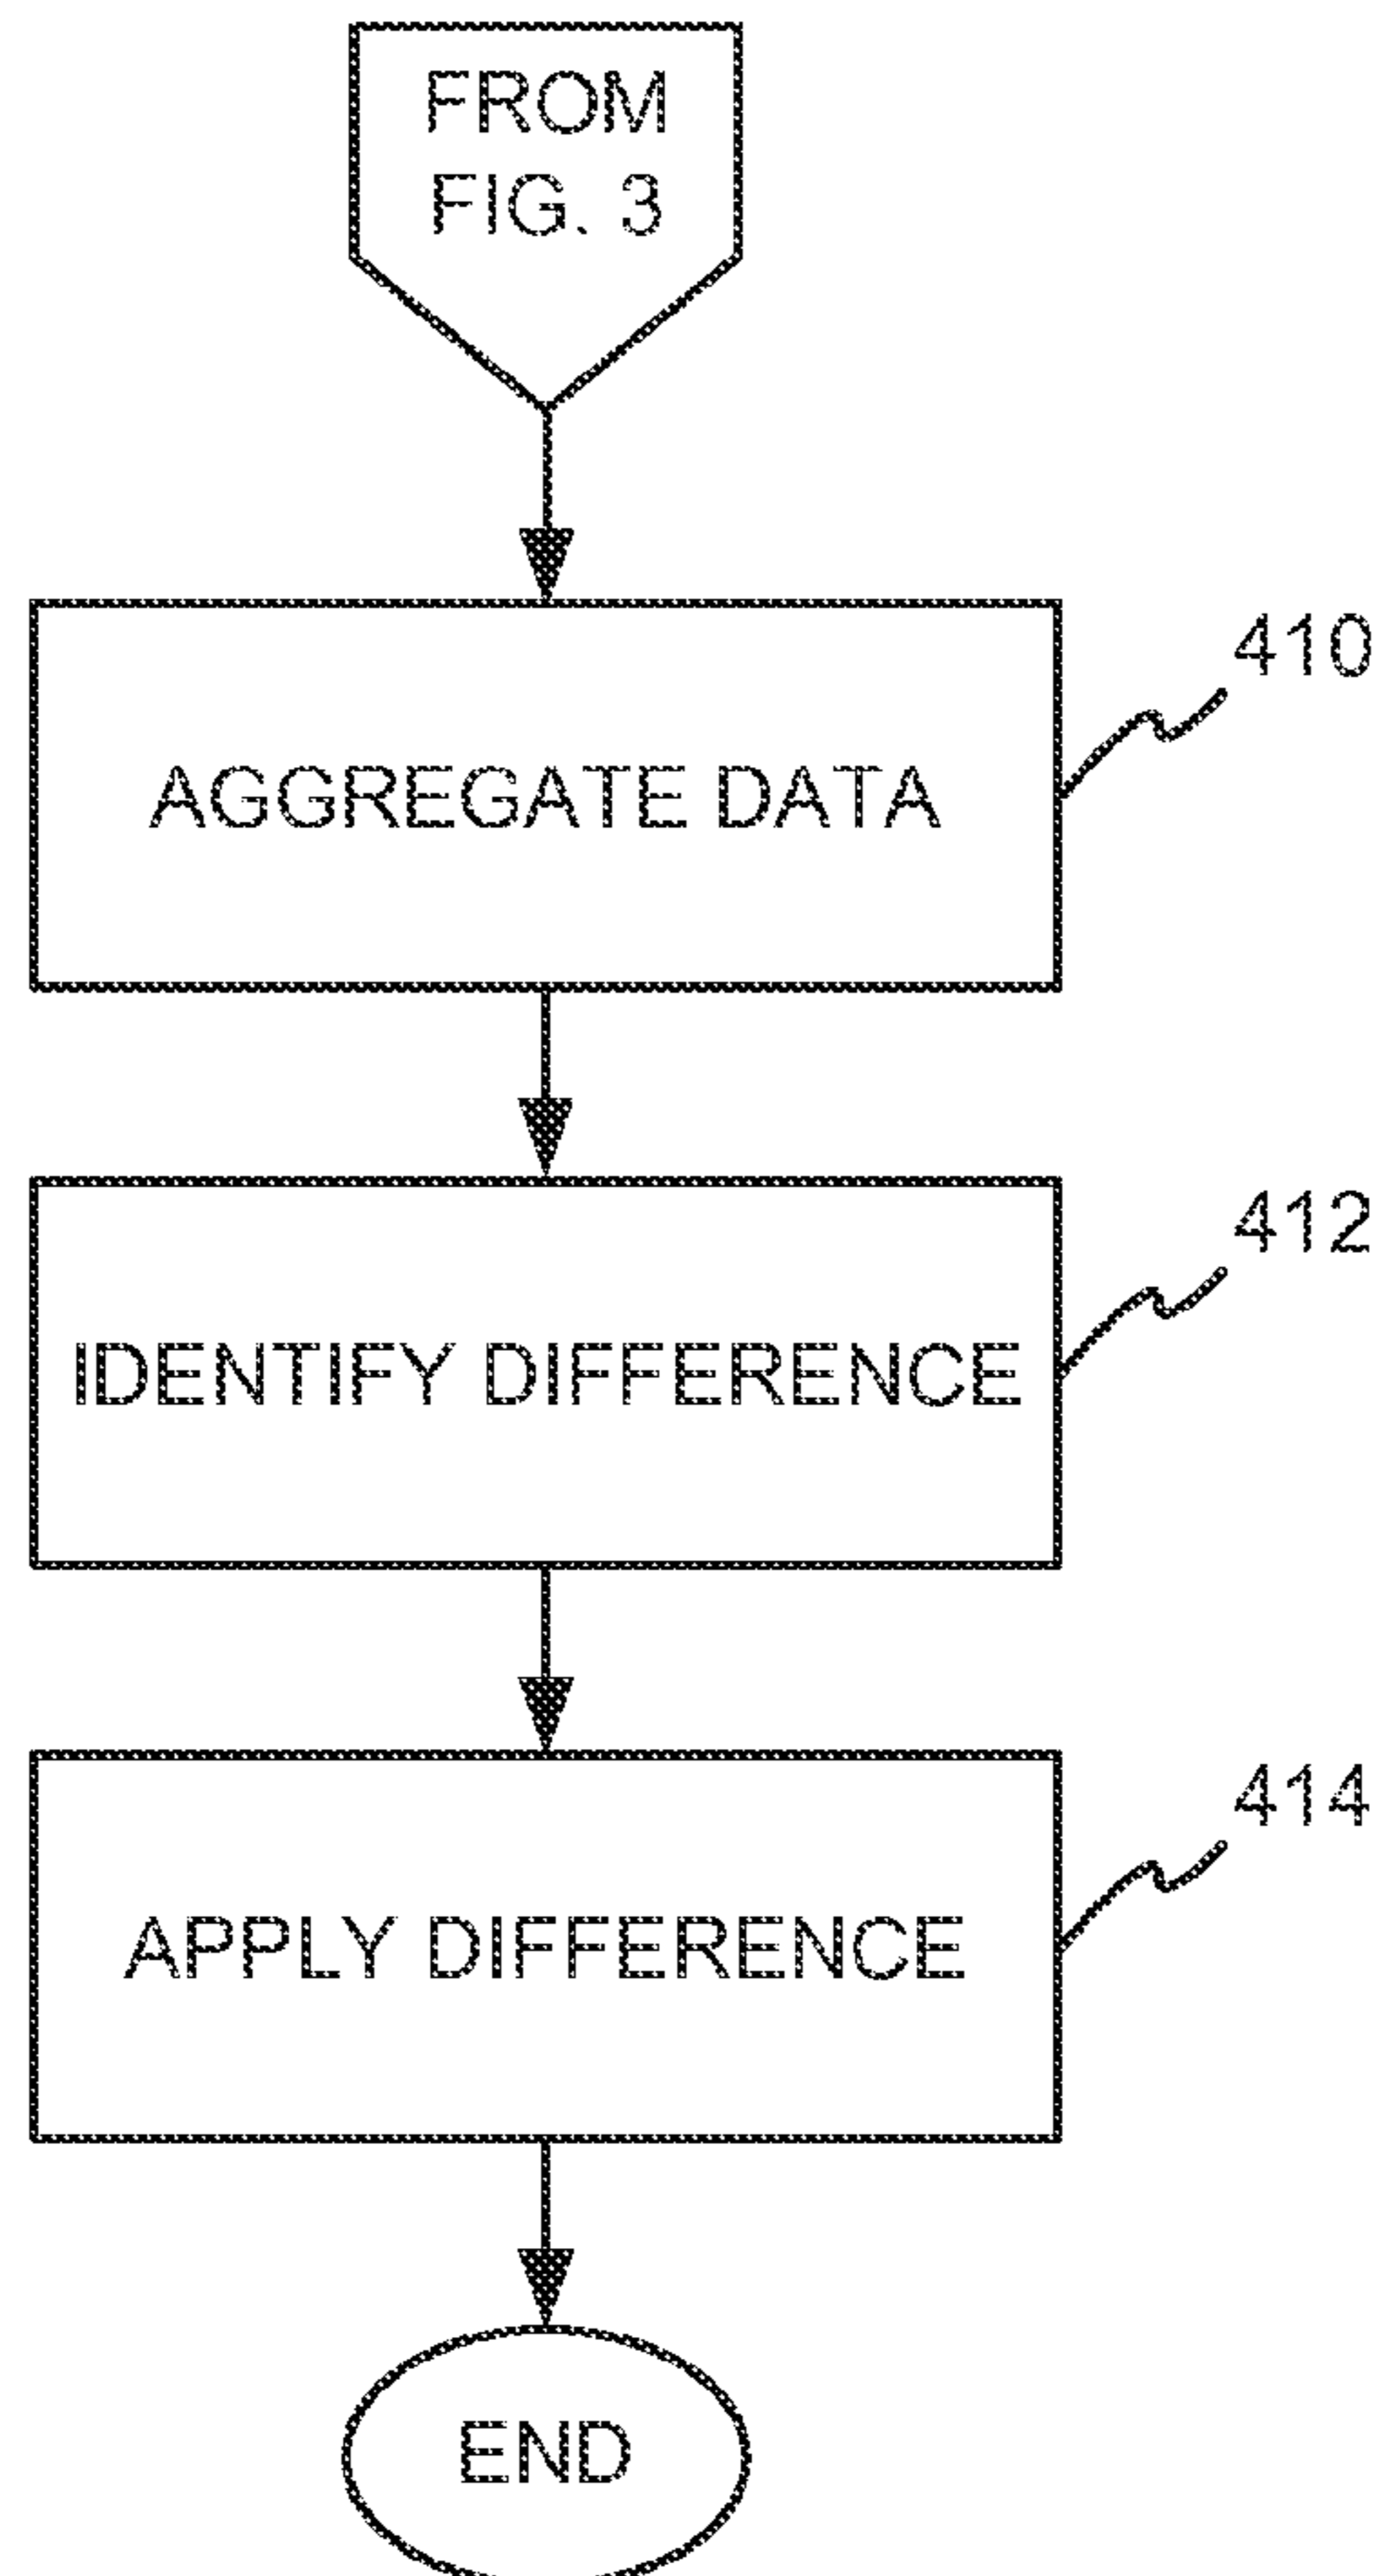 FROM
FIG. 3
410
AGGREGATE DATA
412
IDENTIFY DIFFERENCE
414
APPLY DIFFERENCE
END